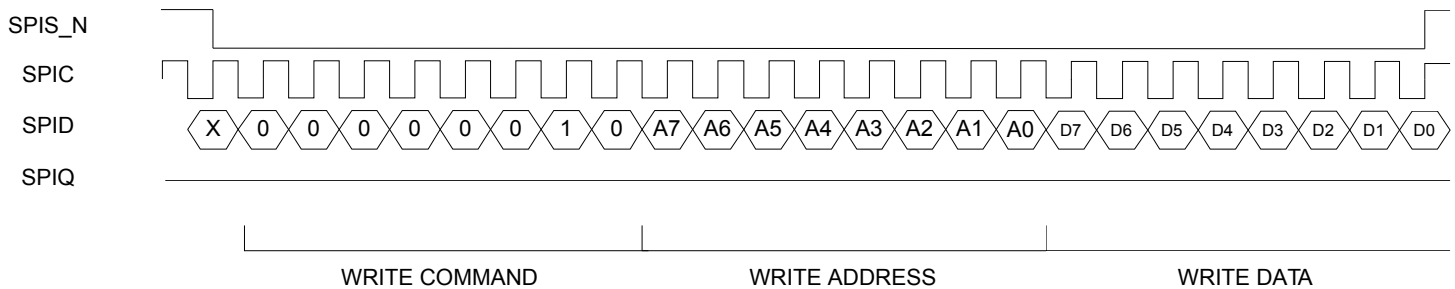 SPIS_N
SPIC
SPID X 0 0 0 0 0 0 1 0 A7 A6 A5 A4 A3 A2 A1 A0 D7 D6 D5 D4 D3 D2 D1 D0
SPIQ
WRITE COMMAND WRITE ADDRESS WRITE DATA